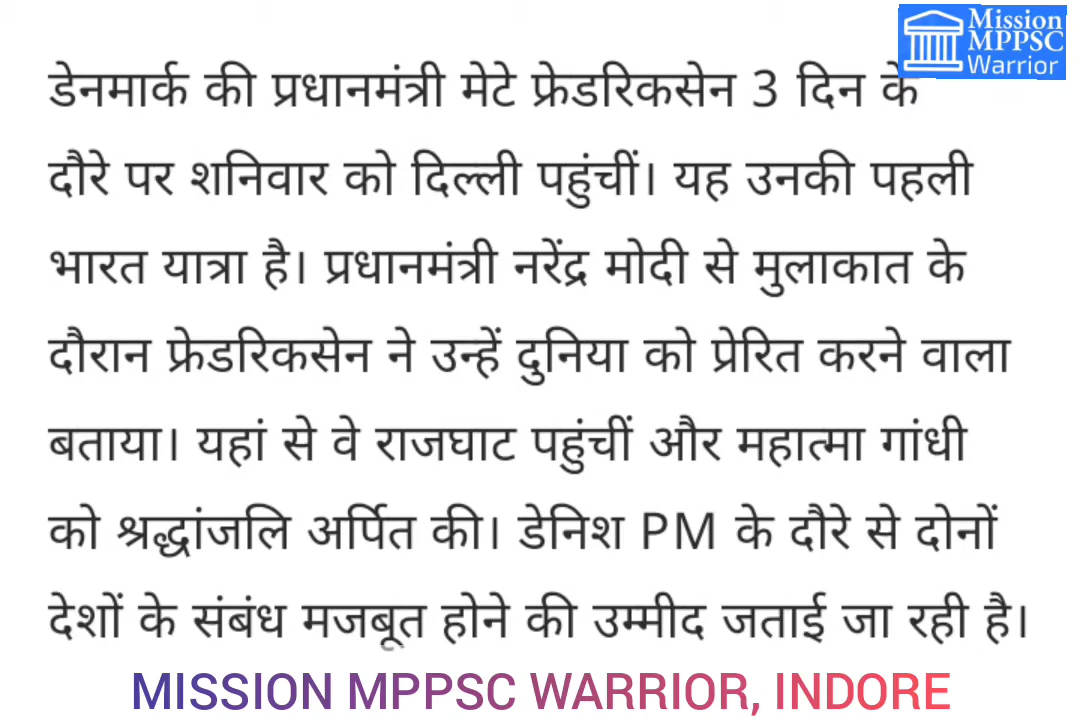 Mission
MPPSC
Warrior
डेनमार्क की प्रधानमंत्री मेटे फ्रेडरिकसेन 3 दिन के
दौरे पर शनिवार को दिल्ली पहुंचीं। यह उनकी पहली
भारत यात्रा है। प्रधानमंत्री नरेंद्र मोदी से मुलाकात के
दौरान फ्रेडरिकसेन ने उन्हें दुनिया को प्रेरित करने वाला
बताया। यहां से वे राजघाट पहुंचीं और महात्मा गांधी
को श्रद्धांजलि अर्पित की। डेनिश PM के दौरे से दोनों
देशों के संबंध मजबूत होने की उम्मीद जताई जा रही है।
MISSION MPPSC WARRIOR, INDORE